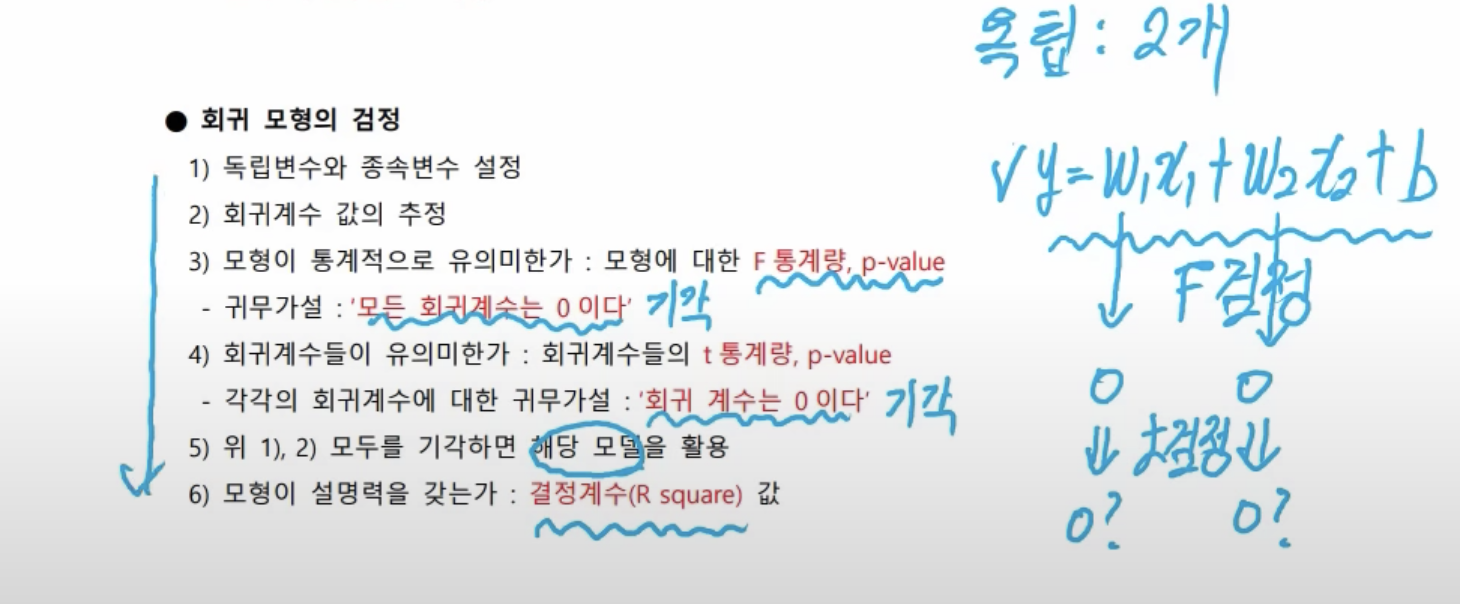 독립 : 2개
● 회귀 모형의 검정
1) 독립변수와 종속변수 설정
2) 회귀계수 값의 추정
3) 모형이 통계적으로 유의미한가 : 모형에 대한 F 통계량, p-value
- 귀무가설 : '모든 회귀계수는 0 이다' 기각
4) 회귀계수들이 유의미한가 : 회귀계수들의 t 통계량, p-value
- 각각의 회귀계수에 대한 귀무가설 : '회귀 계수는 0 이다' 기각
5) 위 1), 2) 모두를 기각하면 해당 모델을 활용
6) 모형이 설명력을 갖는가 : 결정계수(R square) 값
√ y = W₁x₁ + W₂x₂ + b
F 검정
0 0
t검정
0? 0?